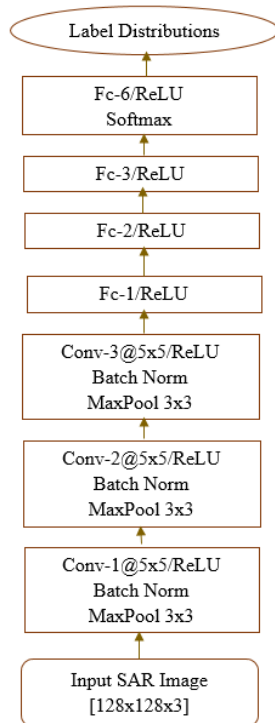 Label Distributions
Fc-6/ReLU
Softmax
Fc-3/ReLU
Fc-2/ReLU
Fc-1/ReLU
Conv-3@5x5/ReLU
Batch Norm
MaxPool 3x3
Conv-2@5x5/ReLU
Batch Norm
MaxPool 3x3
Conv-1@5x5/ReLU
Batch Norm
MaxPool 3x3
Input SAR Image
[128x128x3]